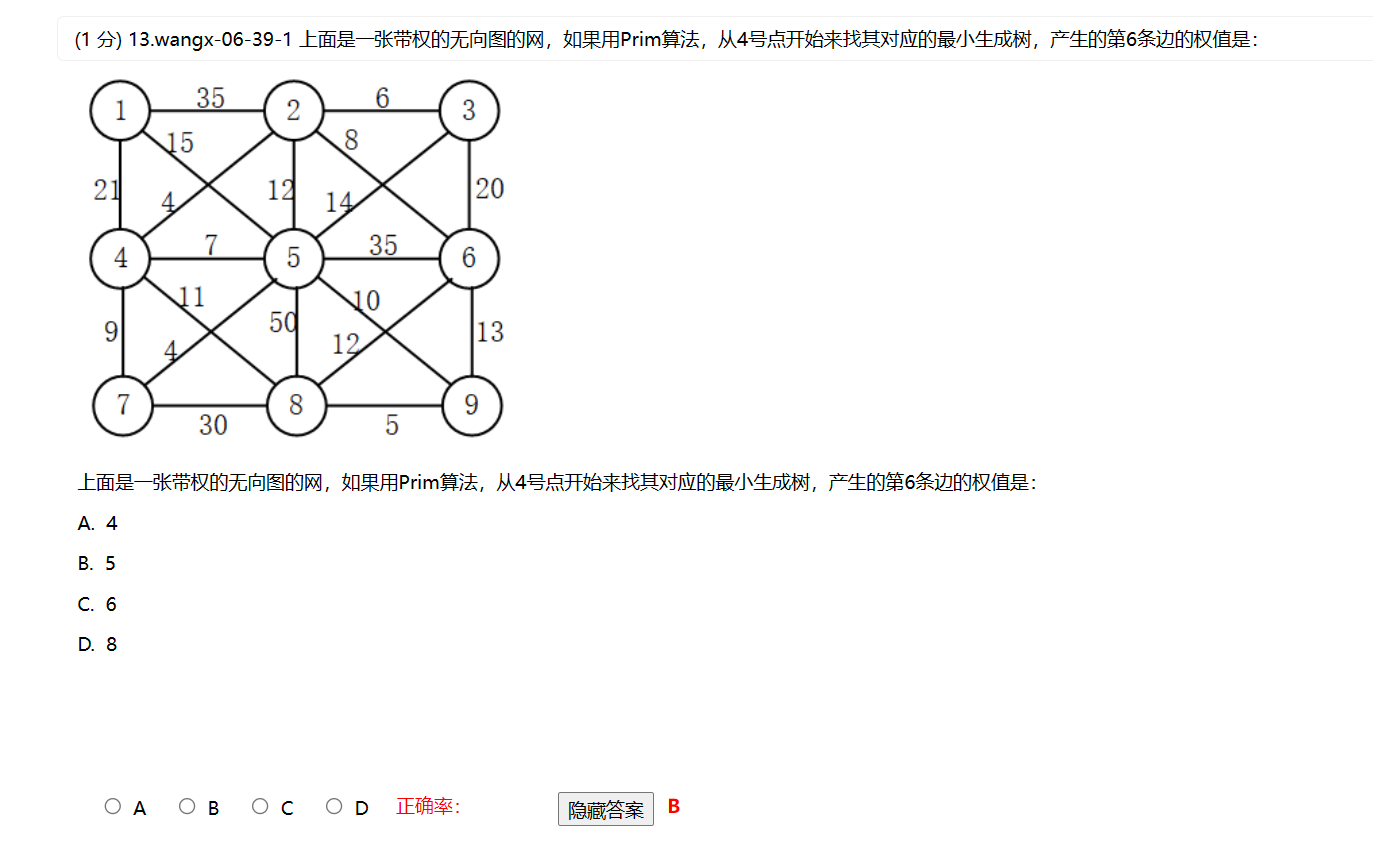 (1 分) 13.wangx-06-39-1 上面是一张带权的无向图的网，如果用Prim算法，从4号点开始来找其对应的最小生成树，产生的第6条边的权值是：
1 35 2 6 3
15 8
21 4 12 14 20
4 7 5 35 6
11 10
9 4 50 12 13
7 30 8 5 9
上面是一张带权的无向图的网，如果用Prim算法，从4号点开始来找其对应的最小生成树，产生的第6条边的权值是：
A. 4
B. 5
C. 6
D. 8
A B C D 正确率： 隐藏答案 B